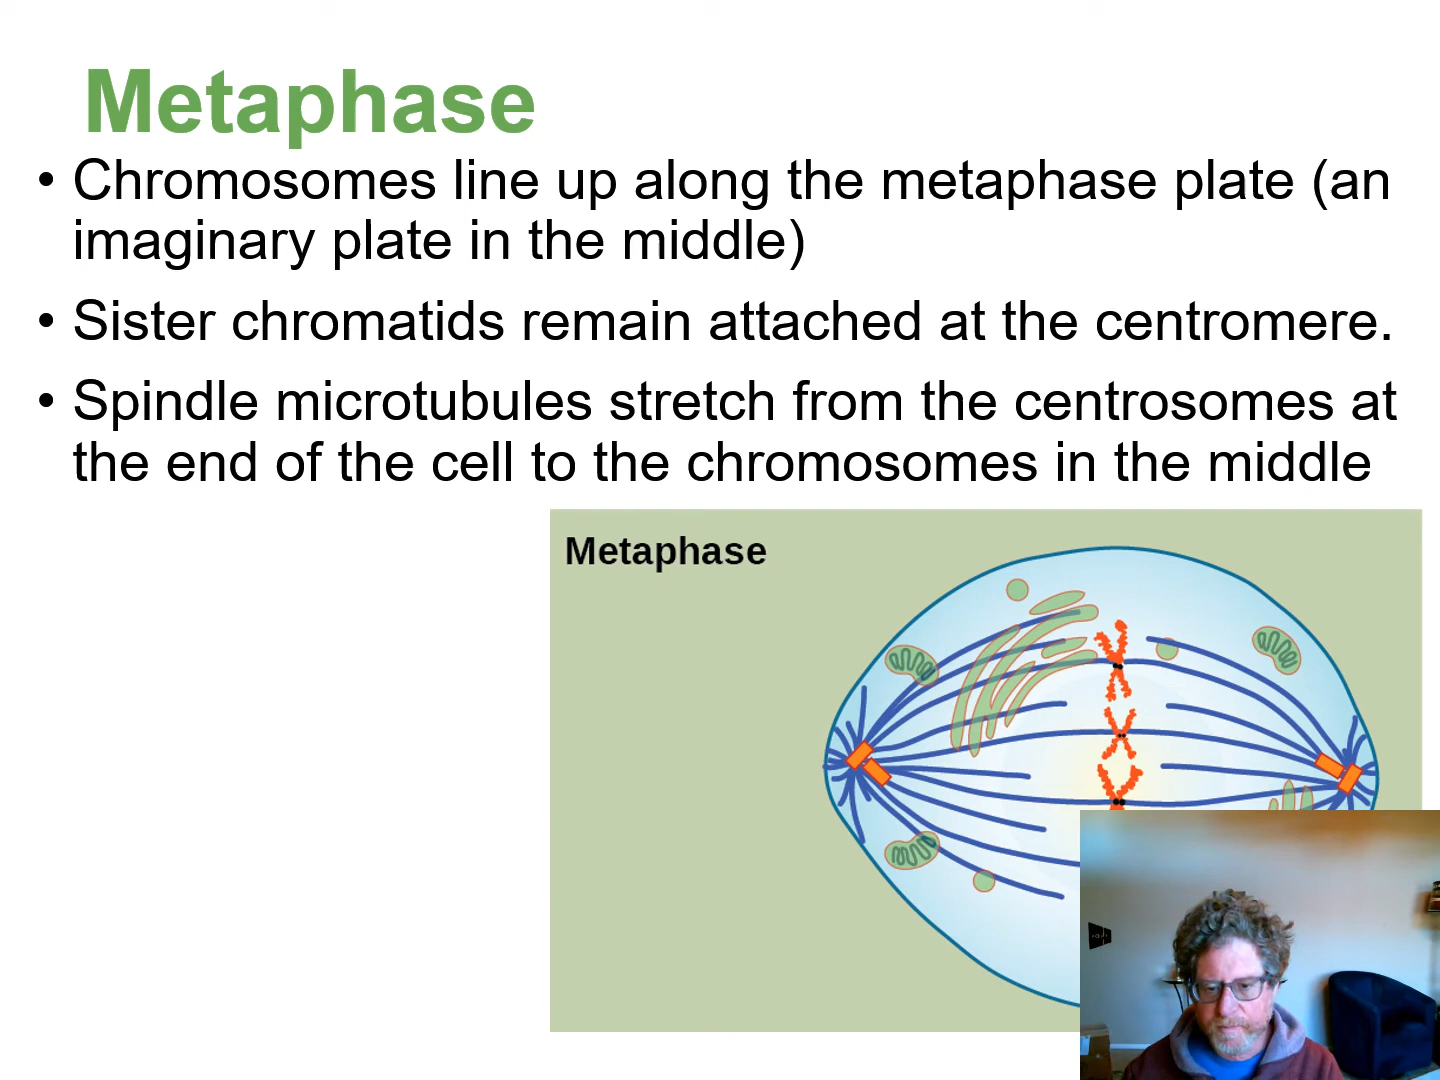 Metaphase
• Chromosomes line up along the metaphase plate (an
imaginary plate in the middle)
• Sister chromatids remain attached at the centromere.
• Spindle microtubules stretch from the centrosomes at
the end of the cell to the chromosomes in the middle
Metaphase